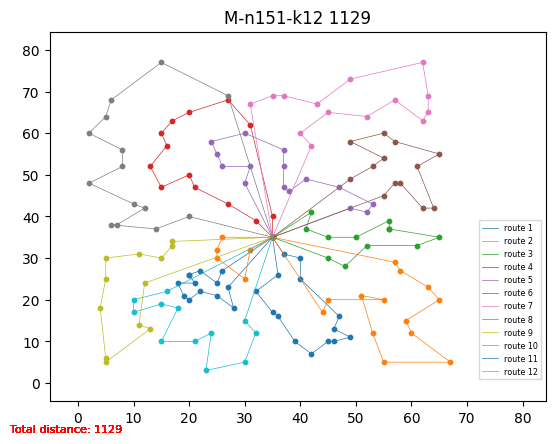 M-n151-k12 1129
80
70
60
50
40
30
20
10
0
route 1
route 2
route 3
route 4
route 5
route 6
route 7
route 8
route 9
route 10
route 11
route 12
0 10 20 30 40 50 60 70 80
Total distance: 1129